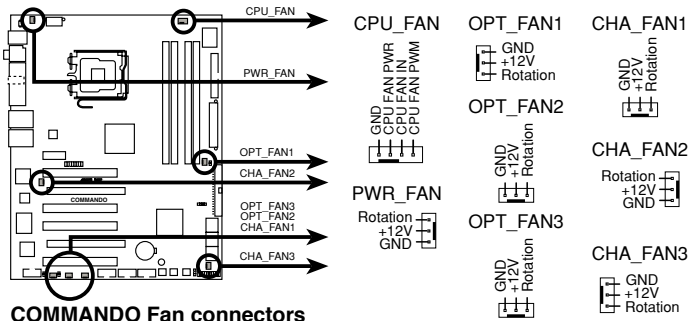 CPU_FAN
PWR_FAN
OPT_FAN1
CHA_FAN2
OPT_FAN3
OPT_FAN2
CHA_FAN1
CHA_FAN3
COMMANDO
COMMANDO Fan connectors
CPU_FAN
GND
CPU FAN PWR
CPU FAN IN
CPU FAN PWM
PWR_FAN
Rotation
+12V
GND
OPT_FAN1
GND
+12V
Rotation
OPT_FAN2
GND
+12V
Rotation
OPT_FAN3
GND
+12V
Rotation
CHA_FAN1
GND
+12V
Rotation
CHA_FAN2
Rotation
+12V
GND
CHA_FAN3
GND
+12V
Rotation